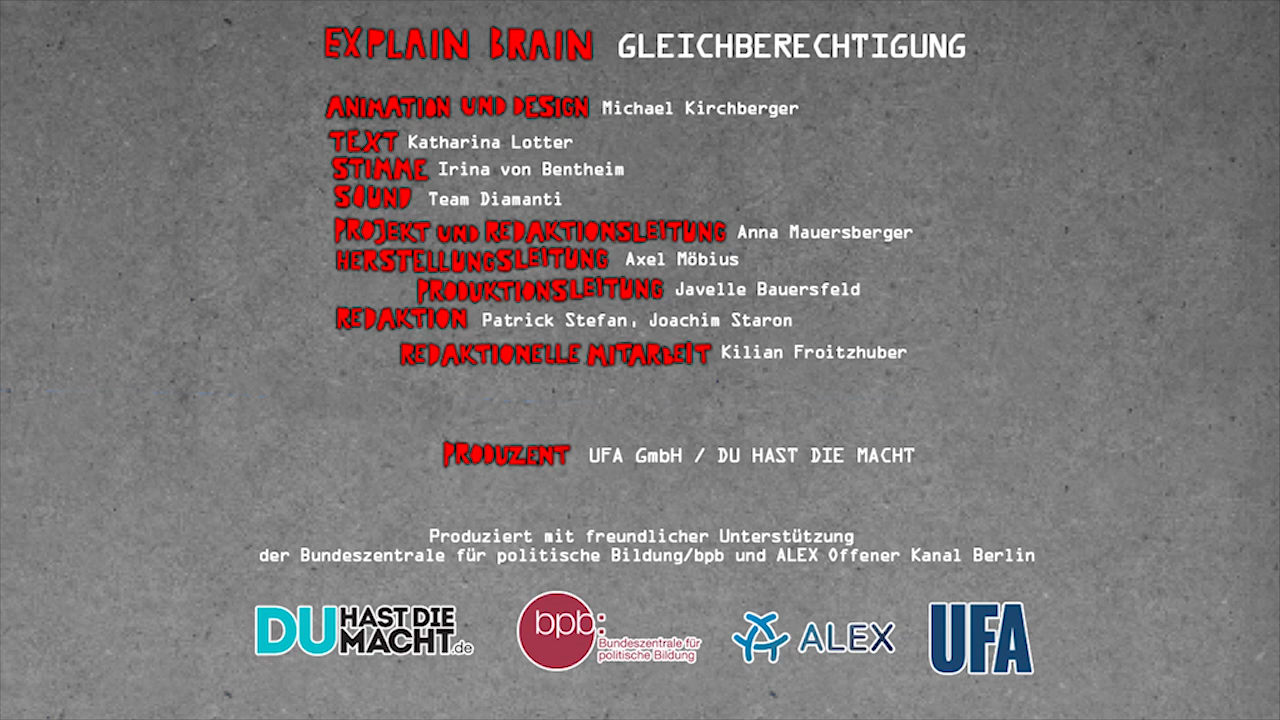 EXPLAIN BRAIN GLEICHBERECHTIGUNG
ANIMATION UND DESIGN Michael Kirchberger
TEXT Katharina Lotter
STIMME Irina von Bentheim
SOUND Team Diamanti
PROJEKT UND REDAKTIONSLEITUNG Anna Mauersberger
HERSTELLUNGSLEITUNG Axel Möbius
PRODUKTIONSLEITUNG Javelle Bauersfeld
REDAKTION Patrick Stefan, Joachim Staron
REDAKTIONELLE MITARBEIT Kilian Froitzhuber
PRODUZENT UFA GmbH / DU HAST DIE MACHT
Produziert mit freundlicher Unterstützung
der Bundeszentrale für politische Bildung/bpb und ALEX Offener Kanal Berlin
DU HAST DIE MACHT.de
bpb: Bundeszentrale für politische Bildung
ALEX
UFA